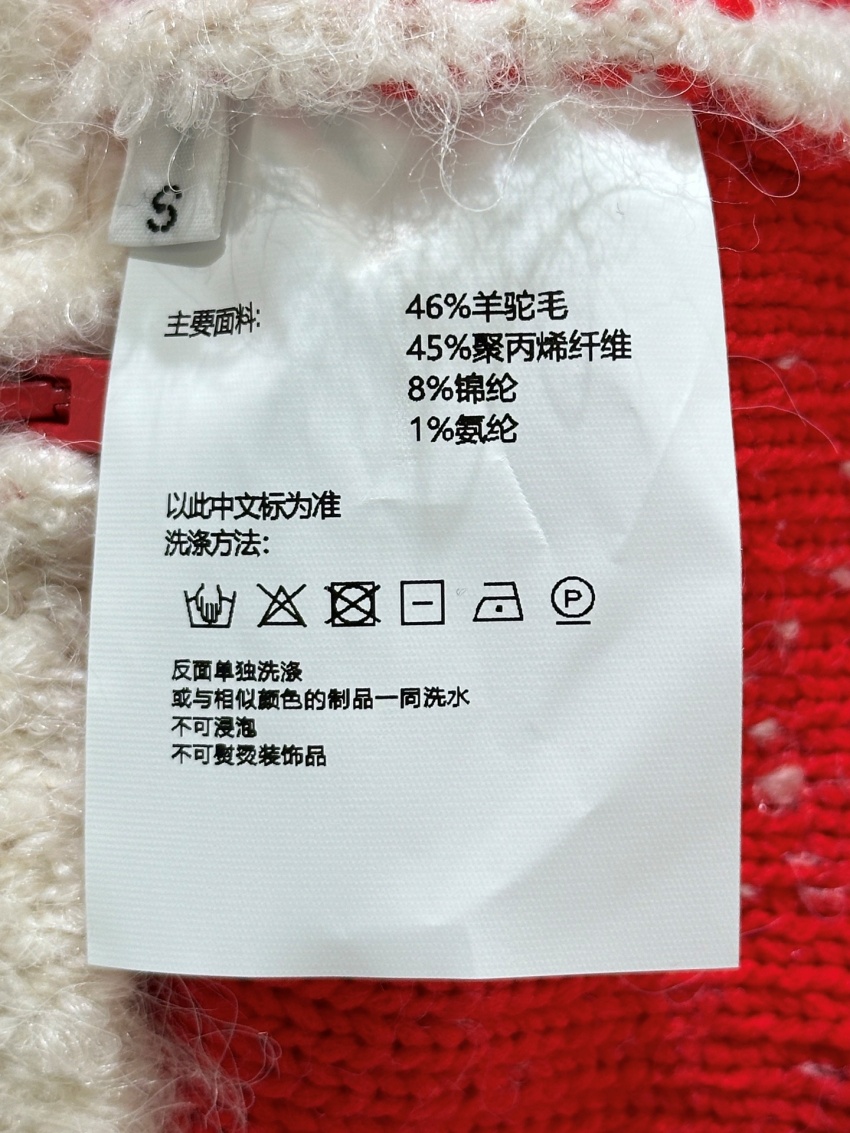 S
主要面料:
46%羊驼毛
45%聚丙烯纤维
8%锦纶
1%氨纶
以此中文标为准
洗涤方法:
P
反面单独洗涤
或与相似颜色的制品一同洗水
不可浸泡
不可熨烫装饰品